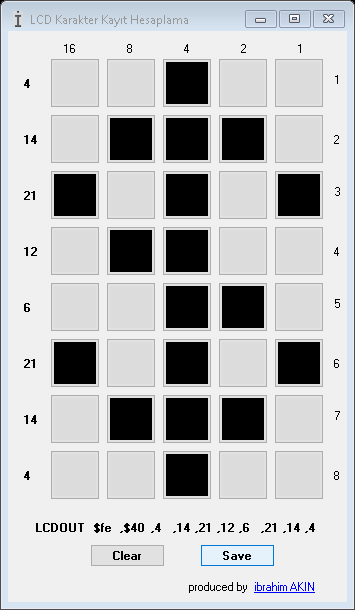 LCD Karakter Kayıt Hesaplama
16 8 4 2 1
4 1
14 2
21 3
12 4
6 5
21 6
14 7
4 8
LCDOUT $fe ,$40 ,4 ,14 ,21 ,12 ,6 ,21 ,14 ,4
Clear Save
produced by ibrahim AKIN